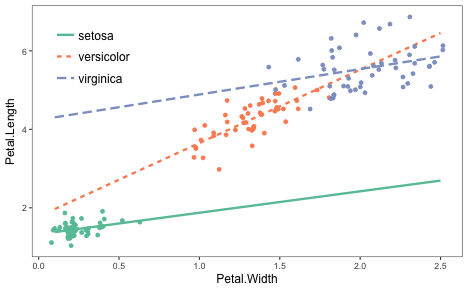 setosa
versicolor
virginica
Petal.Length
6
4
2
0.0 0.5 1.0 1.5 2.0 2.5
Petal.Width